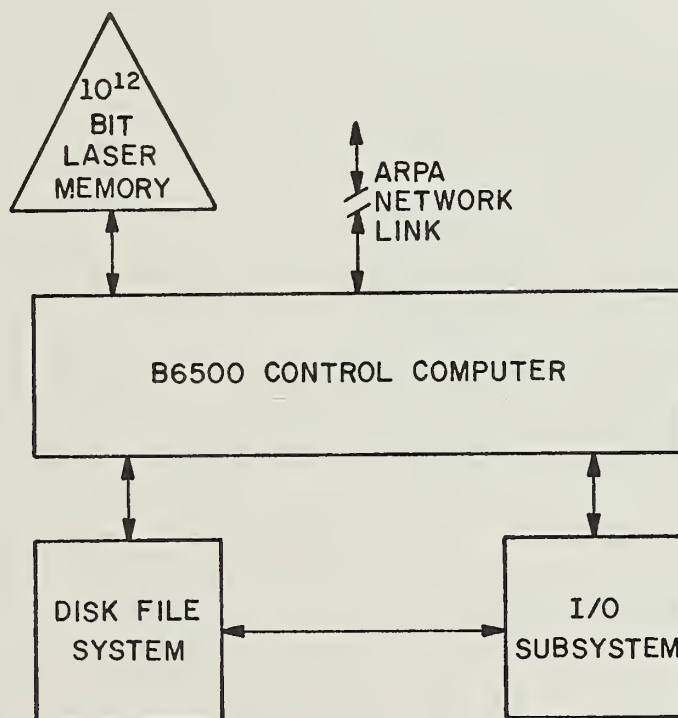 10¹²
BIT
LASER
MEMORY
ARPA
NETWORK
LINK
B6500 CONTROL COMPUTER
DISK FILE
SYSTEM
I/O
SUBSYSTEM